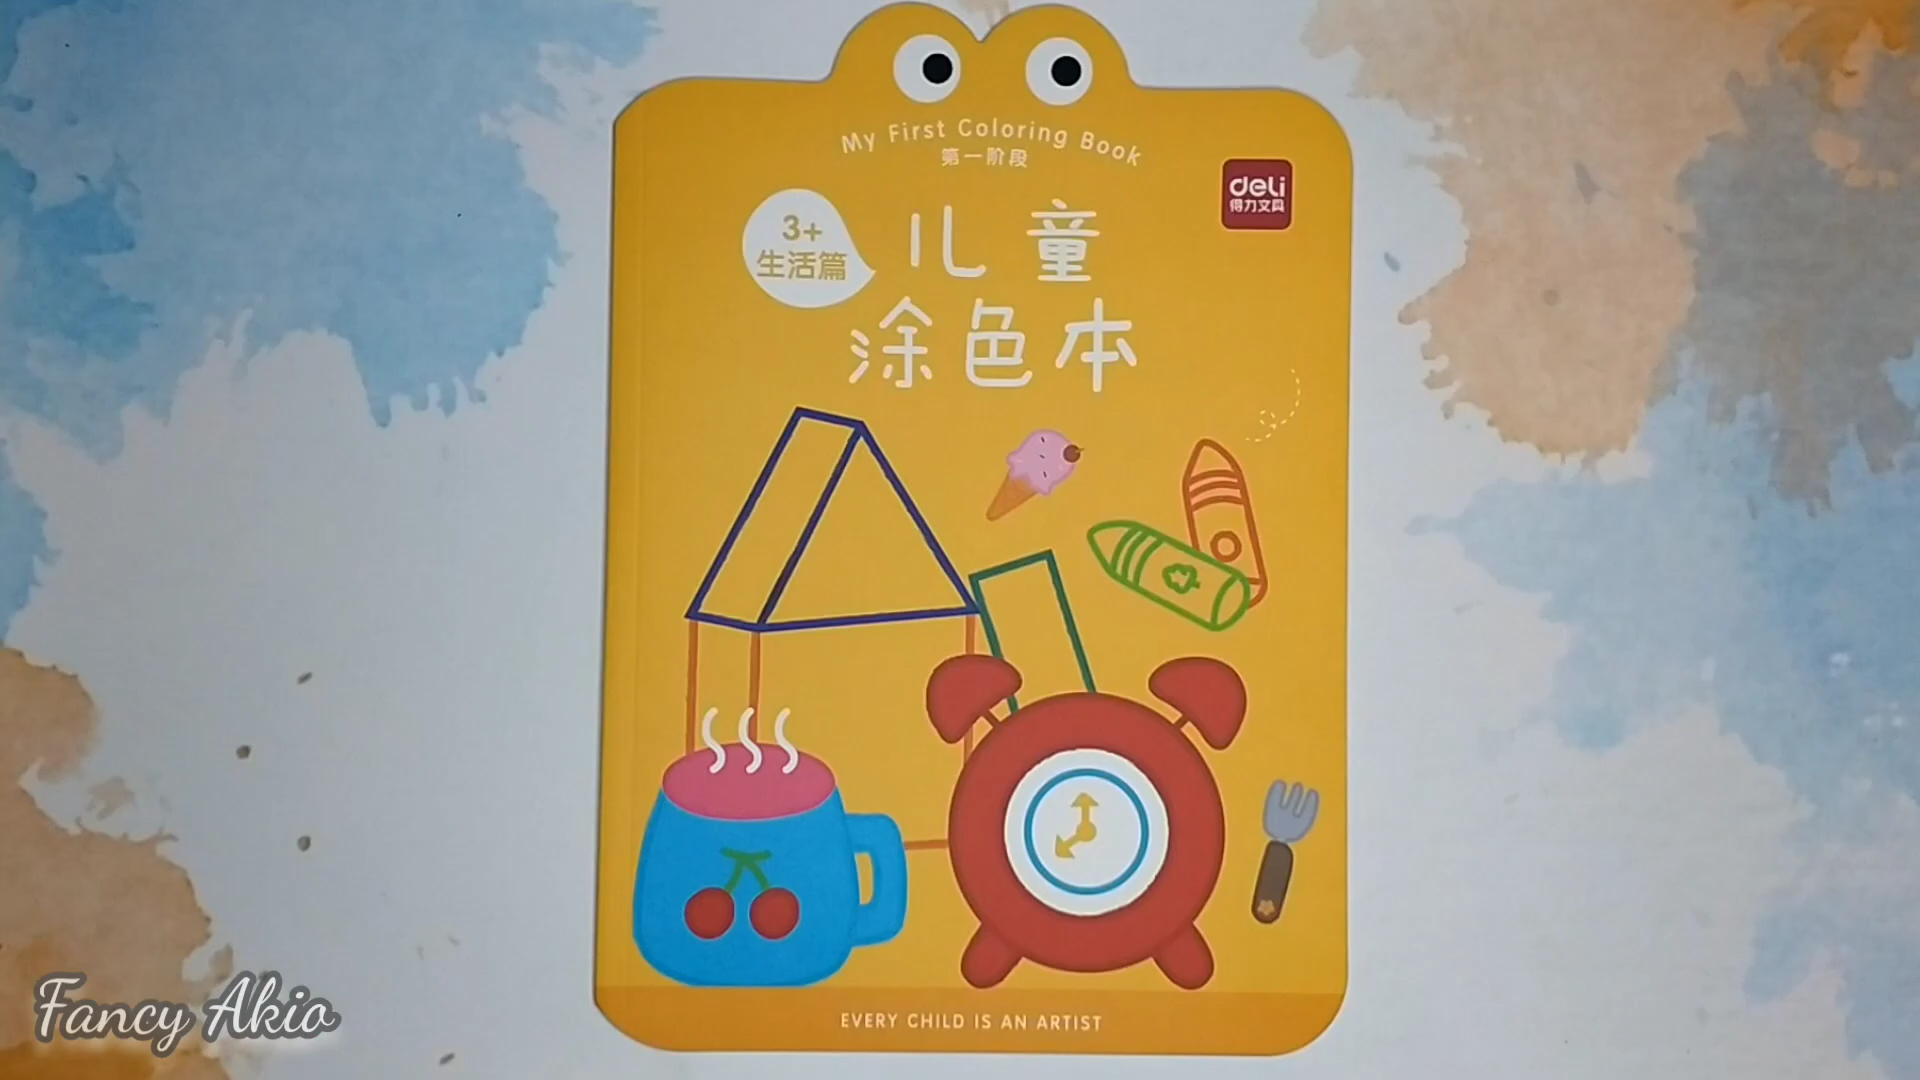 My First Coloring Book
第一阶段
deli
得力文具
3+
生活篇
儿童
涂色本
EVERY CHILD IS AN ARTIST
Fancy Akio